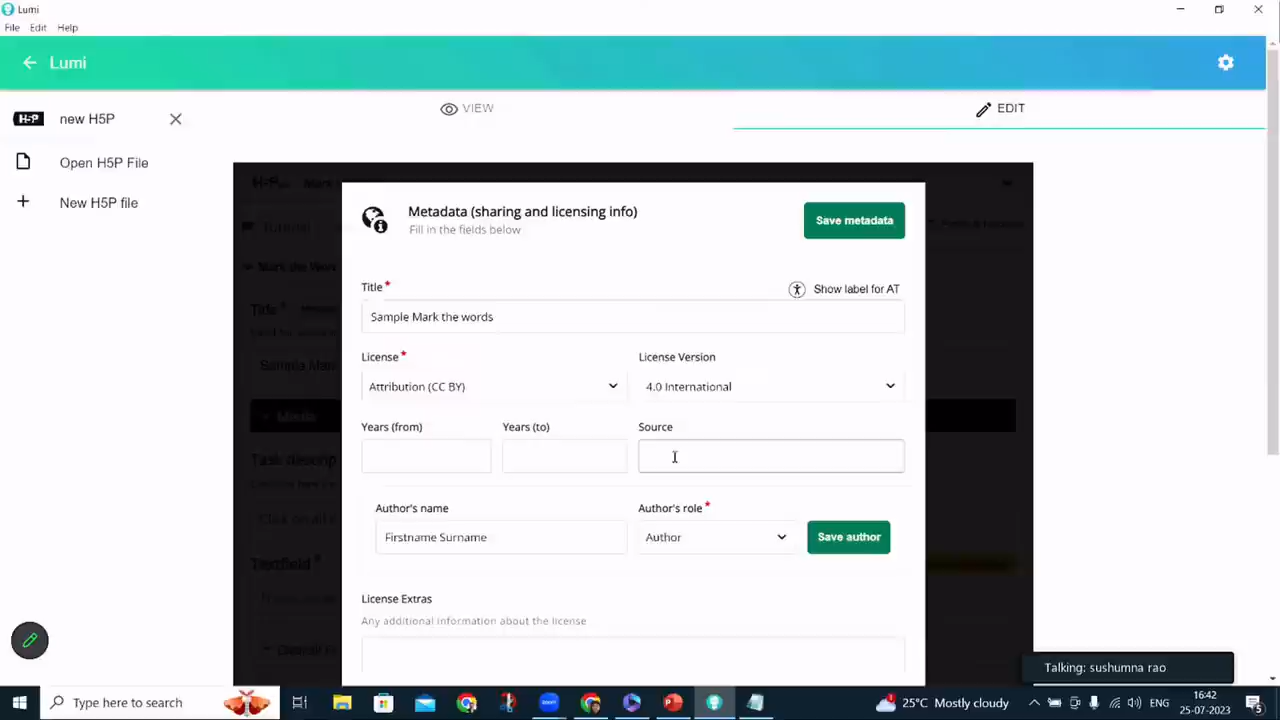 Lumi
File Edit Help
Lumi
H5P new H5P
VIEW
EDIT
Open H5P File
New H5P file
Metadata (sharing and licensing info)
Fill in the fields below
Save metadata
Title*
Show label for AT
Sample Mark the words
License*
License Version
Attribution (CC BY)
4.0 International
Years (from)
Years (to)
Source
Author's name
Author's role*
Firstname Surname
Author
Save author
License Extras
Any additional information about the license
Talking: sushumna rao
Type here to search
zoom
25°C Mostly cloudy
ENG
16:42
25-07-2023
5